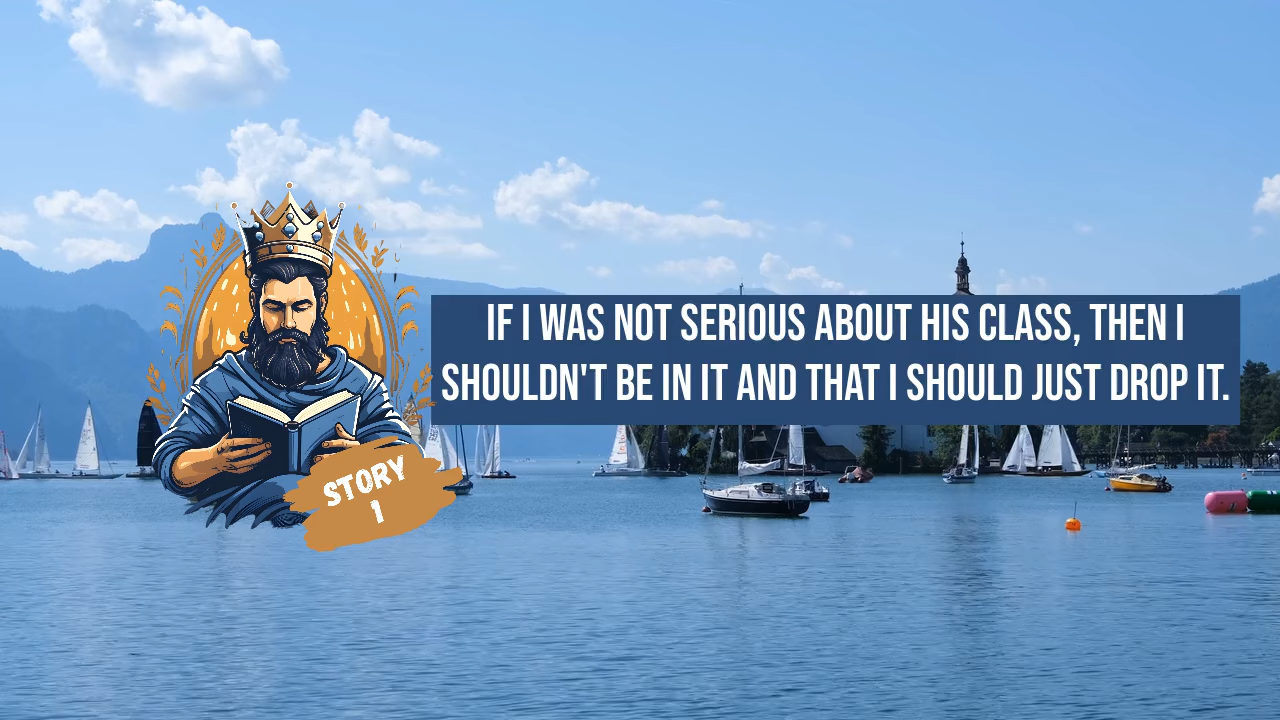 IF I WAS NOT SERIOUS ABOUT HIS CLASS, THEN I
SHOULDN'T BE IN IT AND THAT I SHOULD JUST DROP IT.
STORY
1